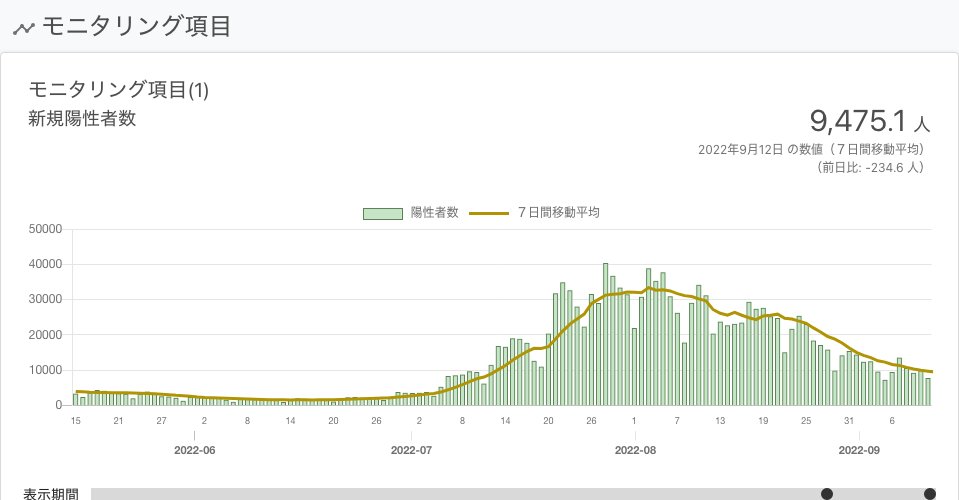 モニタリング項目
モニタリング項目(1)
新規陽性者数
9,475.1 人
2022年9月12日 の数値（７日間移動平均）
（前日比: -234.6 人）
陽性者数 ７日間移動平均
50000
40000
30000
20000
10000
0
15 21 27 2 8 14 20 26 2 8 14 20 26 1 7 13 19 25 31 6
2022-06 2022-07 2022-08 2022-09
表示期間